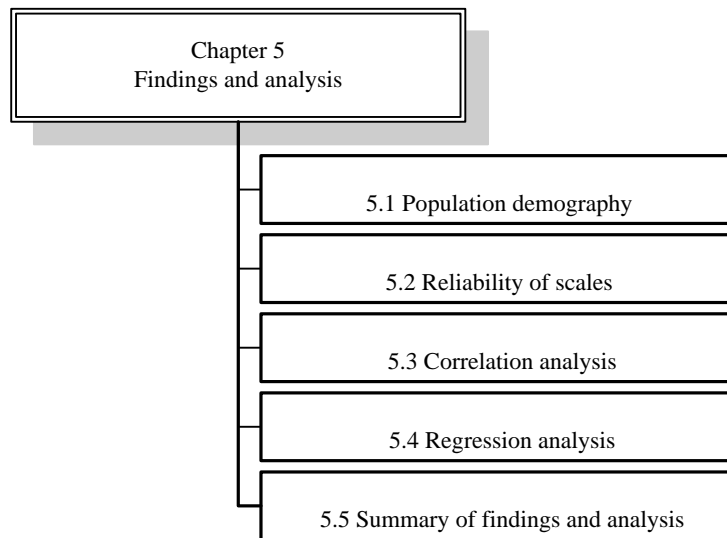 Chapter 5
Findings and analysis
5.1 Population demography
5.2 Reliability of scales
5.3 Correlation analysis
5.4 Regression analysis
5.5 Summary of findings and analysis